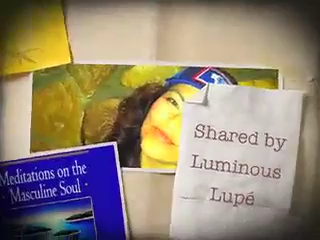 Shared by
Luminous
Lupé
Meditations on the
Masculine Soul